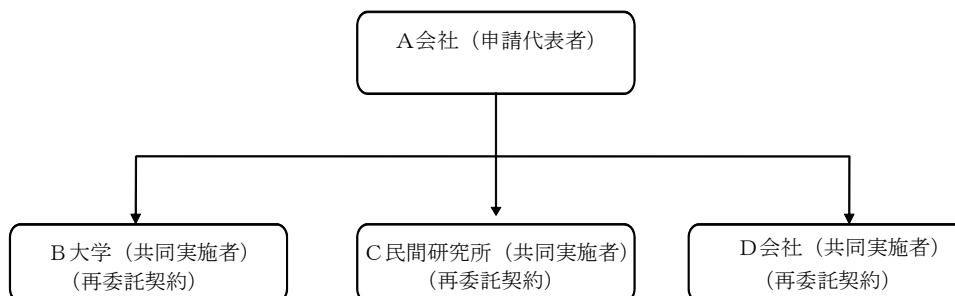 A会社（申請代表者）
B大学（共同実施者）
（再委託契約）
C民間研究所（共同実施者）
（再委託契約）
D会社（共同実施者）
（再委託契約）